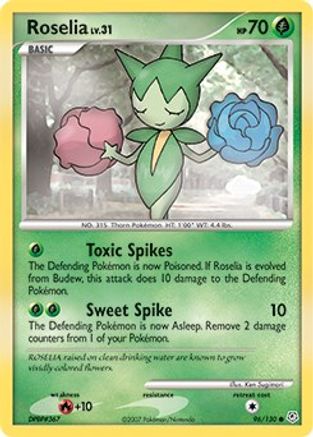 Roselia LV.31 HP 70
BASIC
NO. 315 Thorn Pokémon HT: 1'00" WT: 4.4 lbs.
Toxic Spikes
The Defending Pokémon is now Poisoned. If Roselia is evolved
from Budew, this attack does 10 damage to the Defending
Pokémon.
Sweet Spike 10
The Defending Pokémon is now Asleep. Remove 2 damage
counters from 1 of your Pokémon.
ROSELIA raised on clean drinking water are known to grow
vividly colored flowers.
Illus. Ken Sugimori
weakness resistance retreat cost
+10
DPBP#367 ©2007 Pokémon/Nintendo 96/130